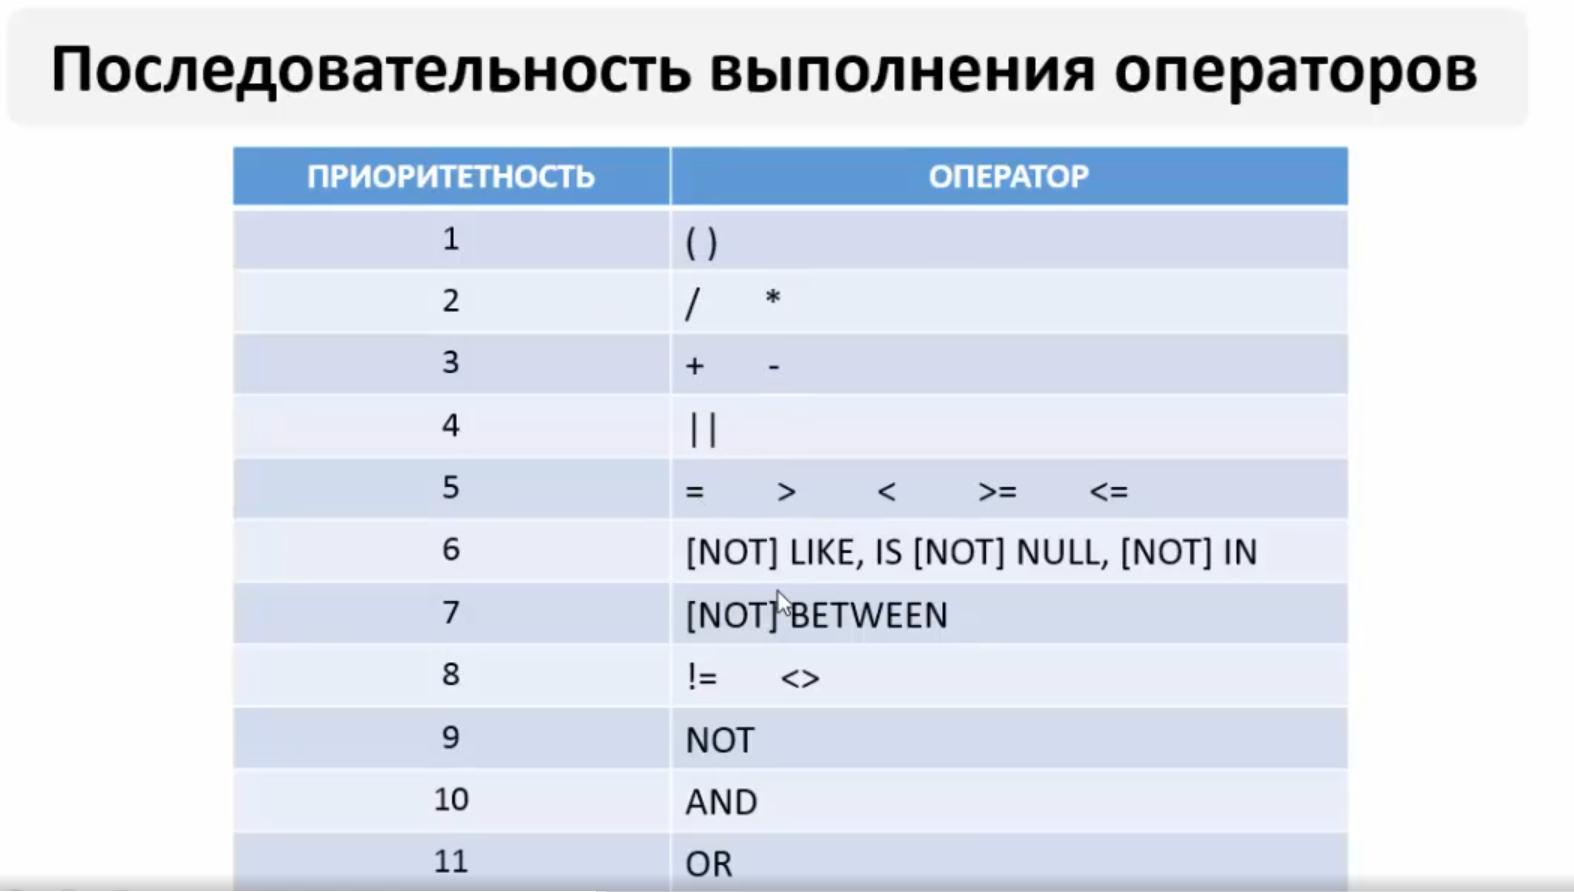 Последовательность выполнения операторов
ПРИОРИТЕТНОСТЬ ОПЕРАТОР
1 ( )
2 / *
3 + -
4 ||
5 = > < >= <=
6 [NOT] LIKE, IS [NOT] NULL, [NOT] IN
7 [NOT] BETWEEN
8 != <>
9 NOT
10 AND
11 OR